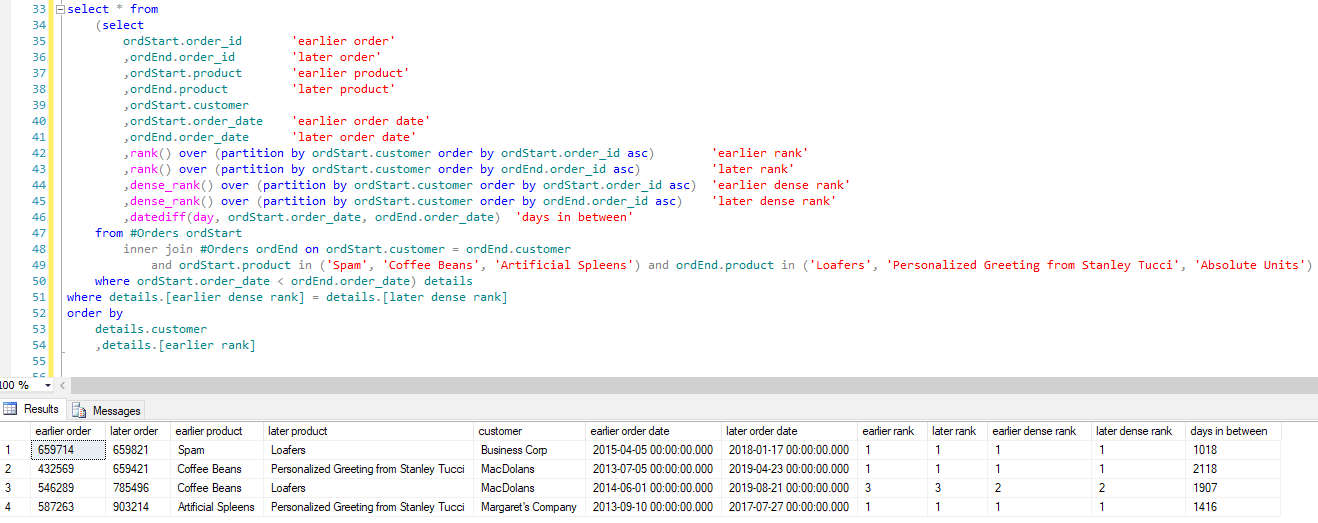 33 select * from
34 (select
35 ordStart.order_id 'earlier order'
36 ,ordEnd.order_id 'later order'
37 ,ordStart.product 'earlier product'
38 ,ordEnd.product 'later product'
39 ,ordStart.customer
40 ,ordStart.order_date 'earlier order date'
41 ,ordEnd.order_date 'later order date'
42 ,rank() over (partition by ordStart.customer order by ordStart.order_id asc) 'earlier rank'
43 ,rank() over (partition by ordStart.customer order by ordEnd.order_id asc) 'later rank'
44 ,dense_rank() over (partition by ordStart.customer order by ordStart.order_id asc) 'earlier dense rank'
45 ,dense_rank() over (partition by ordStart.customer order by ordEnd.order_id asc) 'later dense rank'
46 ,datediff(day, ordStart.order_date, ordEnd.order_date) 'days in between'
47 from #Orders ordStart
48 inner join #Orders ordEnd on ordStart.customer = ordEnd.customer
49 and ordStart.product in ('Spam', 'Coffee Beans', 'Artificial Spleens') and ordEnd.product in ('Loafers', 'Personalized Greeting from Stanley Tucci', 'Absolute Units')
50 where ordStart.order_date < ordEnd.order_date) details
51 where details.[earlier dense rank] = details.[later dense rank]
52 order by
53 details.customer
54 ,details.[earlier rank]
55
56
100 %
Results Messages
earlier order later order earlier product later product customer earlier order date later order date earlier rank later rank earlier dense rank later dense rank days in between
1 659714 659821 Spam Loafers Business Corp 2015-04-05 00:00:00.000 2018-01-17 00:00:00.000 1 1 1 1 1018
2 432569 659421 Coffee Beans Personalized Greeting from Stanley Tucci MacDolans 2013-07-05 00:00:00.000 2019-04-23 00:00:00.000 1 1 1 1 2118
3 546289 785496 Coffee Beans Loafers MacDolans 2014-06-01 00:00:00.000 2019-08-21 00:00:00.000 3 3 2 2 1907
4 587263 903214 Artificial Spleens Personalized Greeting from Stanley Tucci Margaret's Company 2013-09-10 00:00:00.000 2017-07-27 00:00:00.000 1 1 1 1 1416